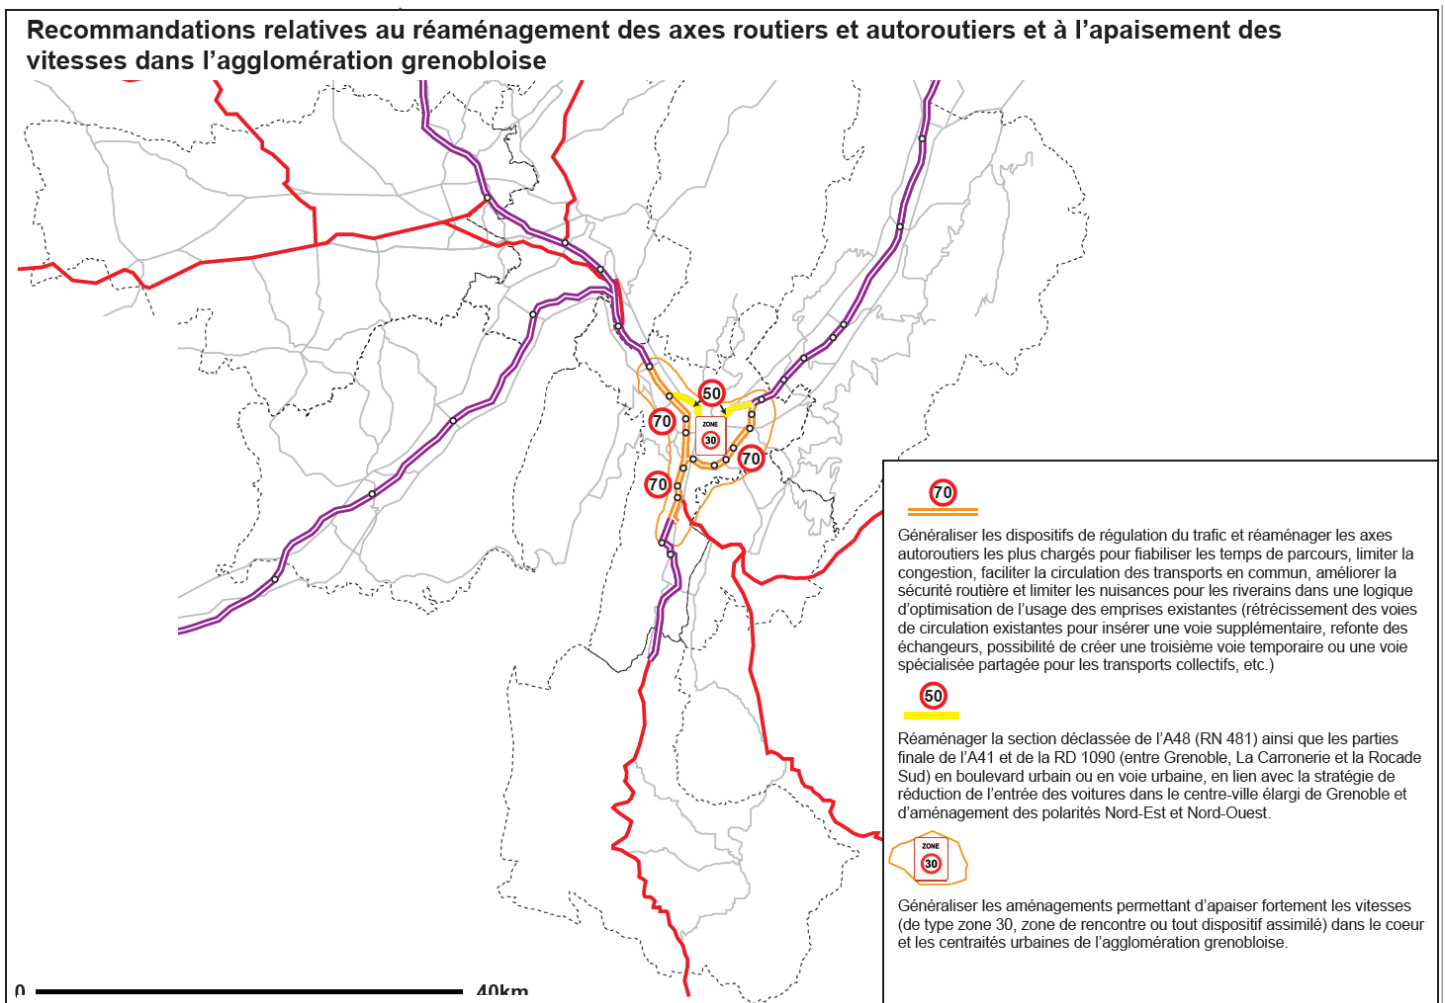 Recommandations relatives au réaménagement des axes routiers et autoroutiers et à l'apaisement des
vitesses dans l'agglomération grenobloise
50
70
ZONE
30
70
70
70
Généraliser les dispositifs de régulation du trafic et réaménager les axes
autoroutiers les plus chargés pour fiabiliser les temps de parcours, limiter la
congestion, faciliter la circulation des transports en commun, améliorer la
sécurité routière et limiter les nuisances pour les riverains dans une logique
d'optimisation de l'usage des emprises existantes (rétrécissement des voies
de circulation existantes pour insérer une voie supplémentaire, refonte des
échangeurs, possibilité de créer une troisième voie temporaire ou une voie
spécialisée partagée pour les transports collectifs, etc.)
50
Réaménager la section déclassée de l'A48 (RN 481) ainsi que les parties
finale de l'A41 et de la RD 1090 (entre Grenoble, La Carronerie et la Rocade
Sud) en boulevard urbain ou en voie urbaine, en lien avec la stratégie de
réduction de l'entrée des voitures dans le centre-ville élargi de Grenoble et
d'aménagement des polarités Nord-Est et Nord-Ouest.
ZONE
30
Généraliser les aménagements permettant d'apaiser fortement les vitesses
(de type zone 30, zone de rencontre ou tout dispositif assimilé) dans le coeur
et les centraités urbaines de l'agglomération grenobloise.
0 40km